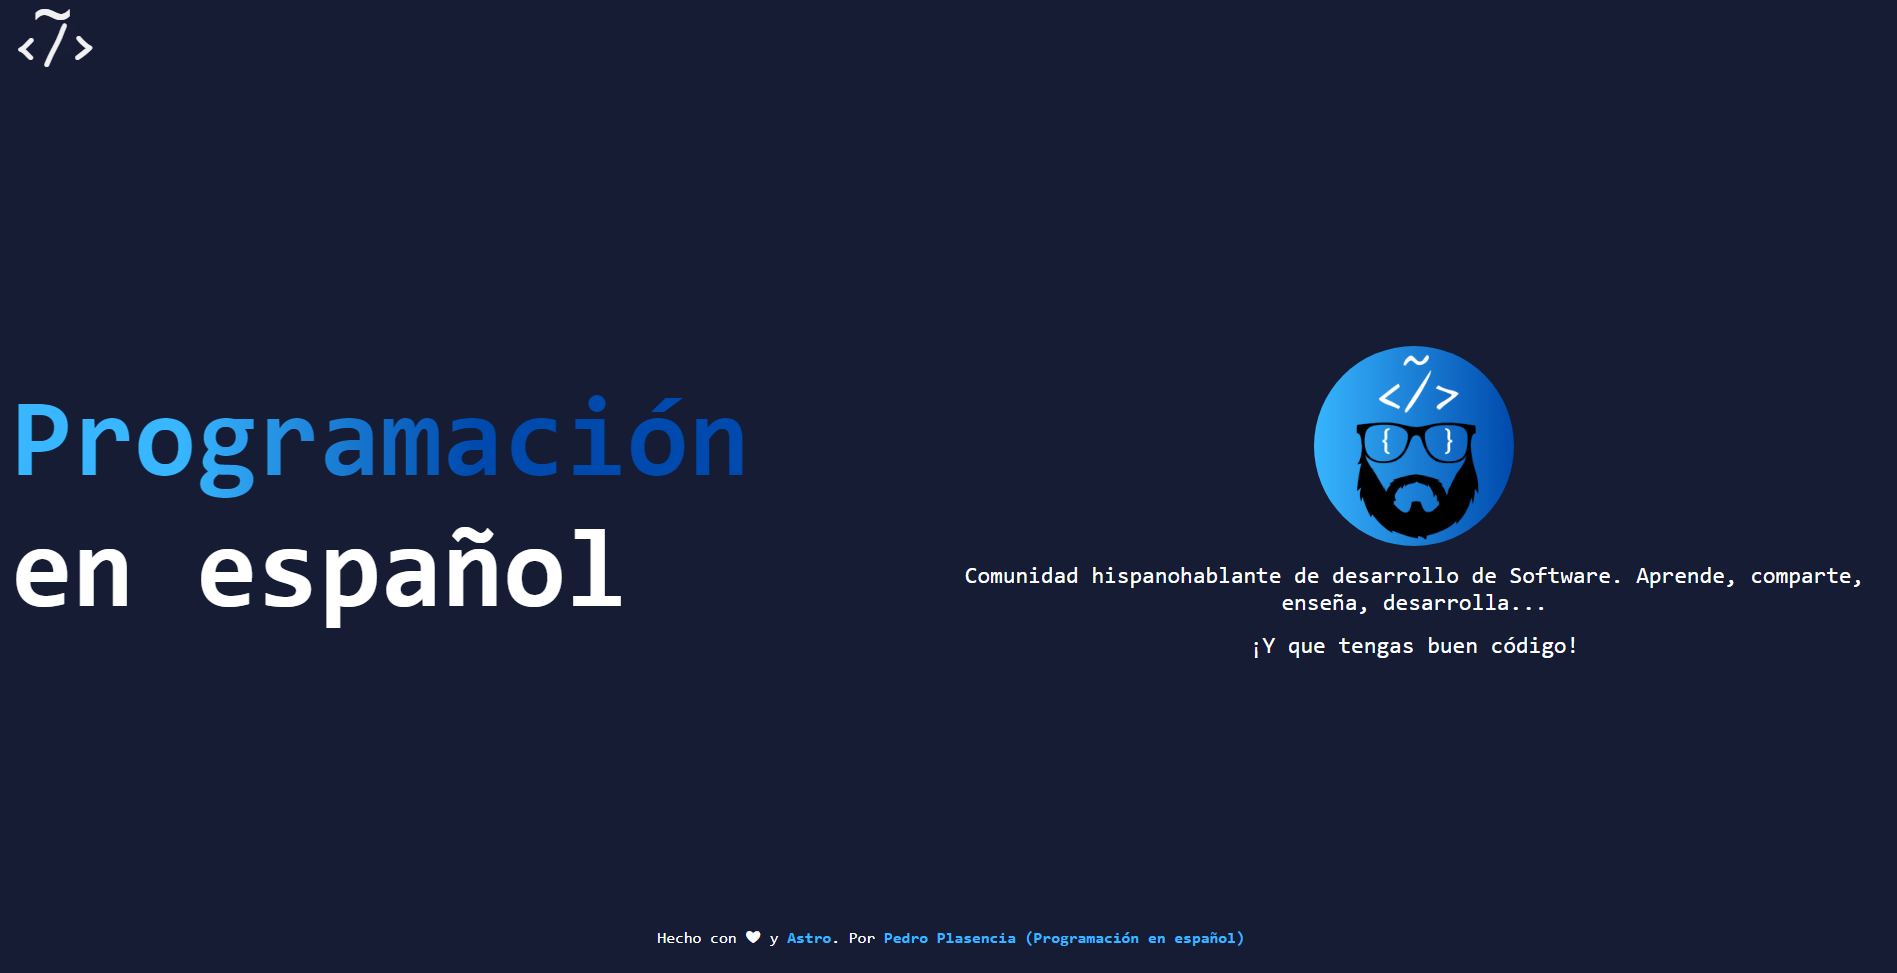 <~/>
Programación
en español
<~/>
{ }
Comunidad hispanohablante de desarrollo de Software. Aprende, comparte,
enseña, desarrolla...
¡Y que tengas buen código!
Hecho con ♥ y Astro. Por Pedro Plasencia (Programación en español)